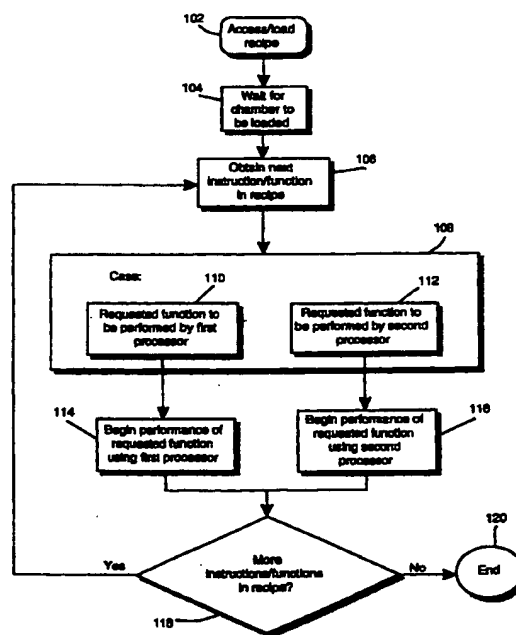 102
Access/load
recipe
104
Wait for
chamber to
be loaded
106
Obtain next
instruction/function
in recipe
108
Case:
110
Requested function to
be performed by first
processor
112
Requested function to
be performed by second
processor
114
Begin performance of
requested function
using first processor
116
Begin performance of
requested function
using second
processor
More
instructions/functions
in recipe?
Yes
No
118
120
End